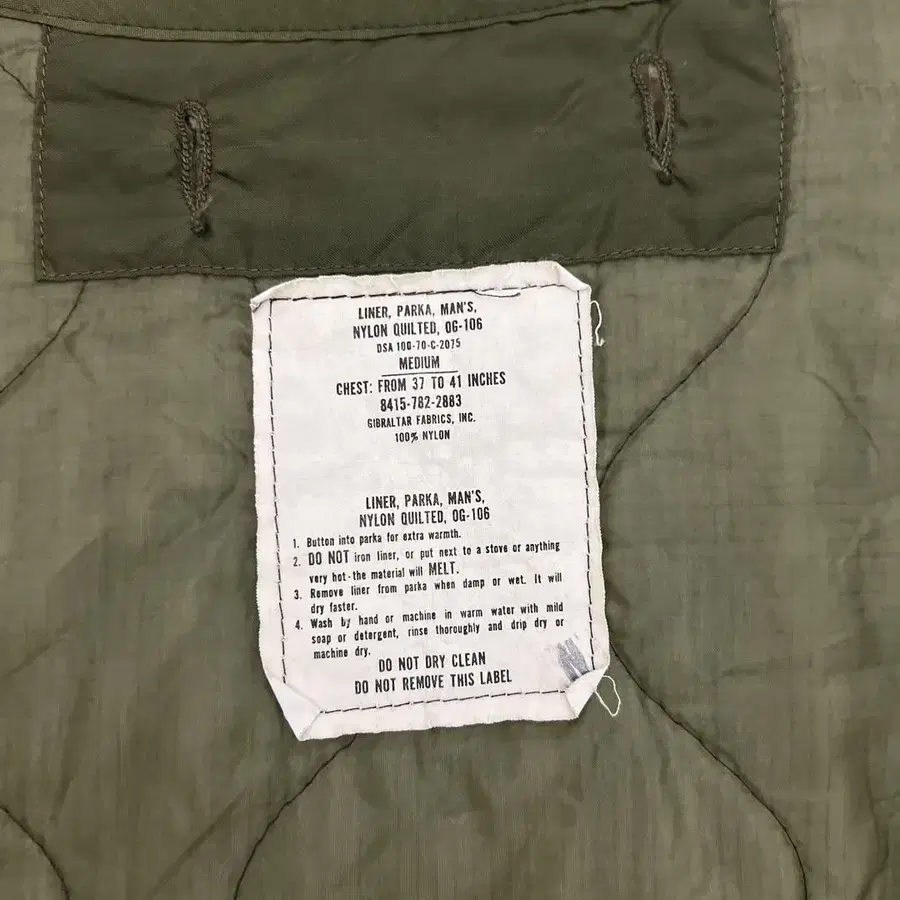 LINER, PARKA, MAN'S,
NYLON QUILTED, OG-106
DSA 100-70-C-2075
MEDIUM
CHEST: FROM 37 TO 41 INCHES
8415-782-2883
GIBRALTAR FABRICS, INC.
100% NYLON
LINER, PARKA, MAN'S,
NYLON QUILTED, OG-106
1. Button into parka for extra warmth.
2. DO NOT iron liner, or put next to a stove or anything
very hot-the material will MELT.
3. Remove liner from parka when damp or wet. It will
dry faster.
4. Wash by hand or machine in warm water with mild
soap or detergent, rinse thoroughly and drip dry or
machine dry.
DO NOT DRY CLEAN
DO NOT REMOVE THIS LABEL